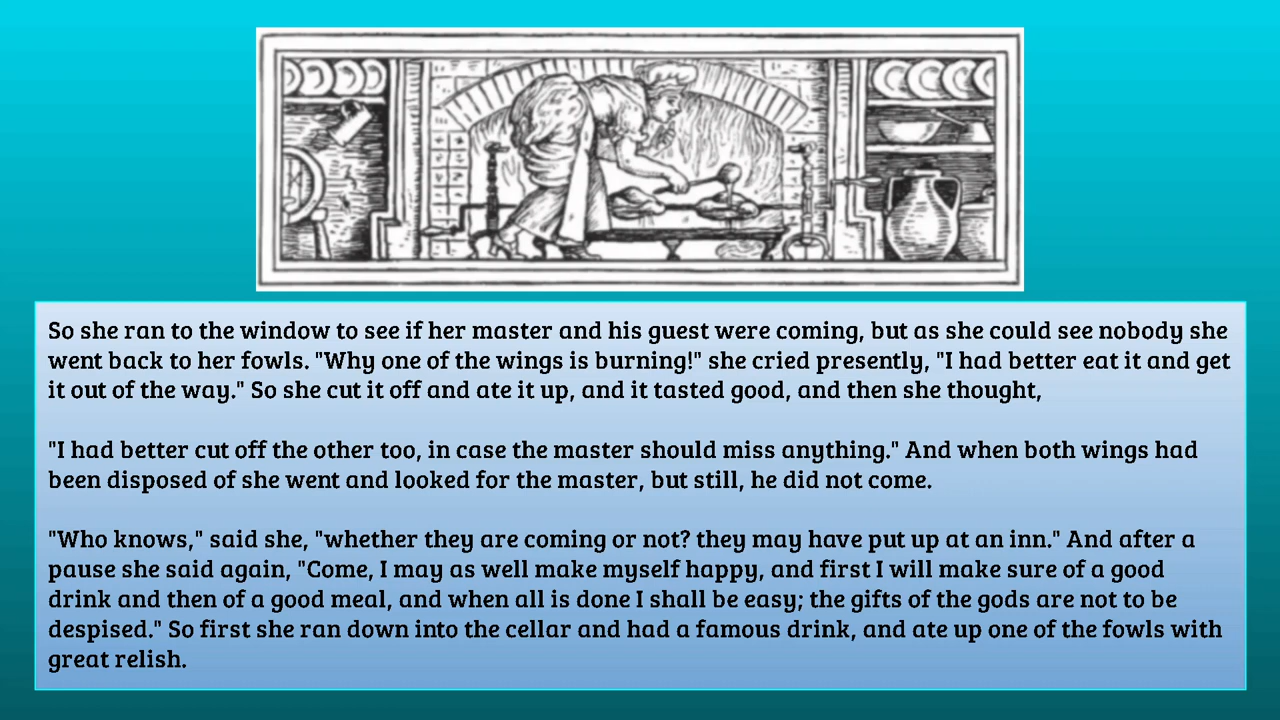 So she ran to the window to see if her master and his guest were coming, but as she could see nobody she
went back to her fowls. "Why one of the wings is burning!" she cried presently, "I had better eat it and get
it out of the way." So she cut it off and ate it up, and it tasted good, and then she thought,
"I had better cut off the other too, in case the master should miss anything." And when both wings had
been disposed of she went and looked for the master, but still, he did not come.
"Who knows," said she, "whether they are coming or not? they may have put up at an inn." And after a
pause she said again, "Come, I may as well make myself happy, and first I will make sure of a good
drink and then of a good meal, and when all is done I shall be easy; the gifts of the gods are not to be
despised." So first she ran down into the cellar and had a famous drink, and ate up one of the fowls with
great relish.